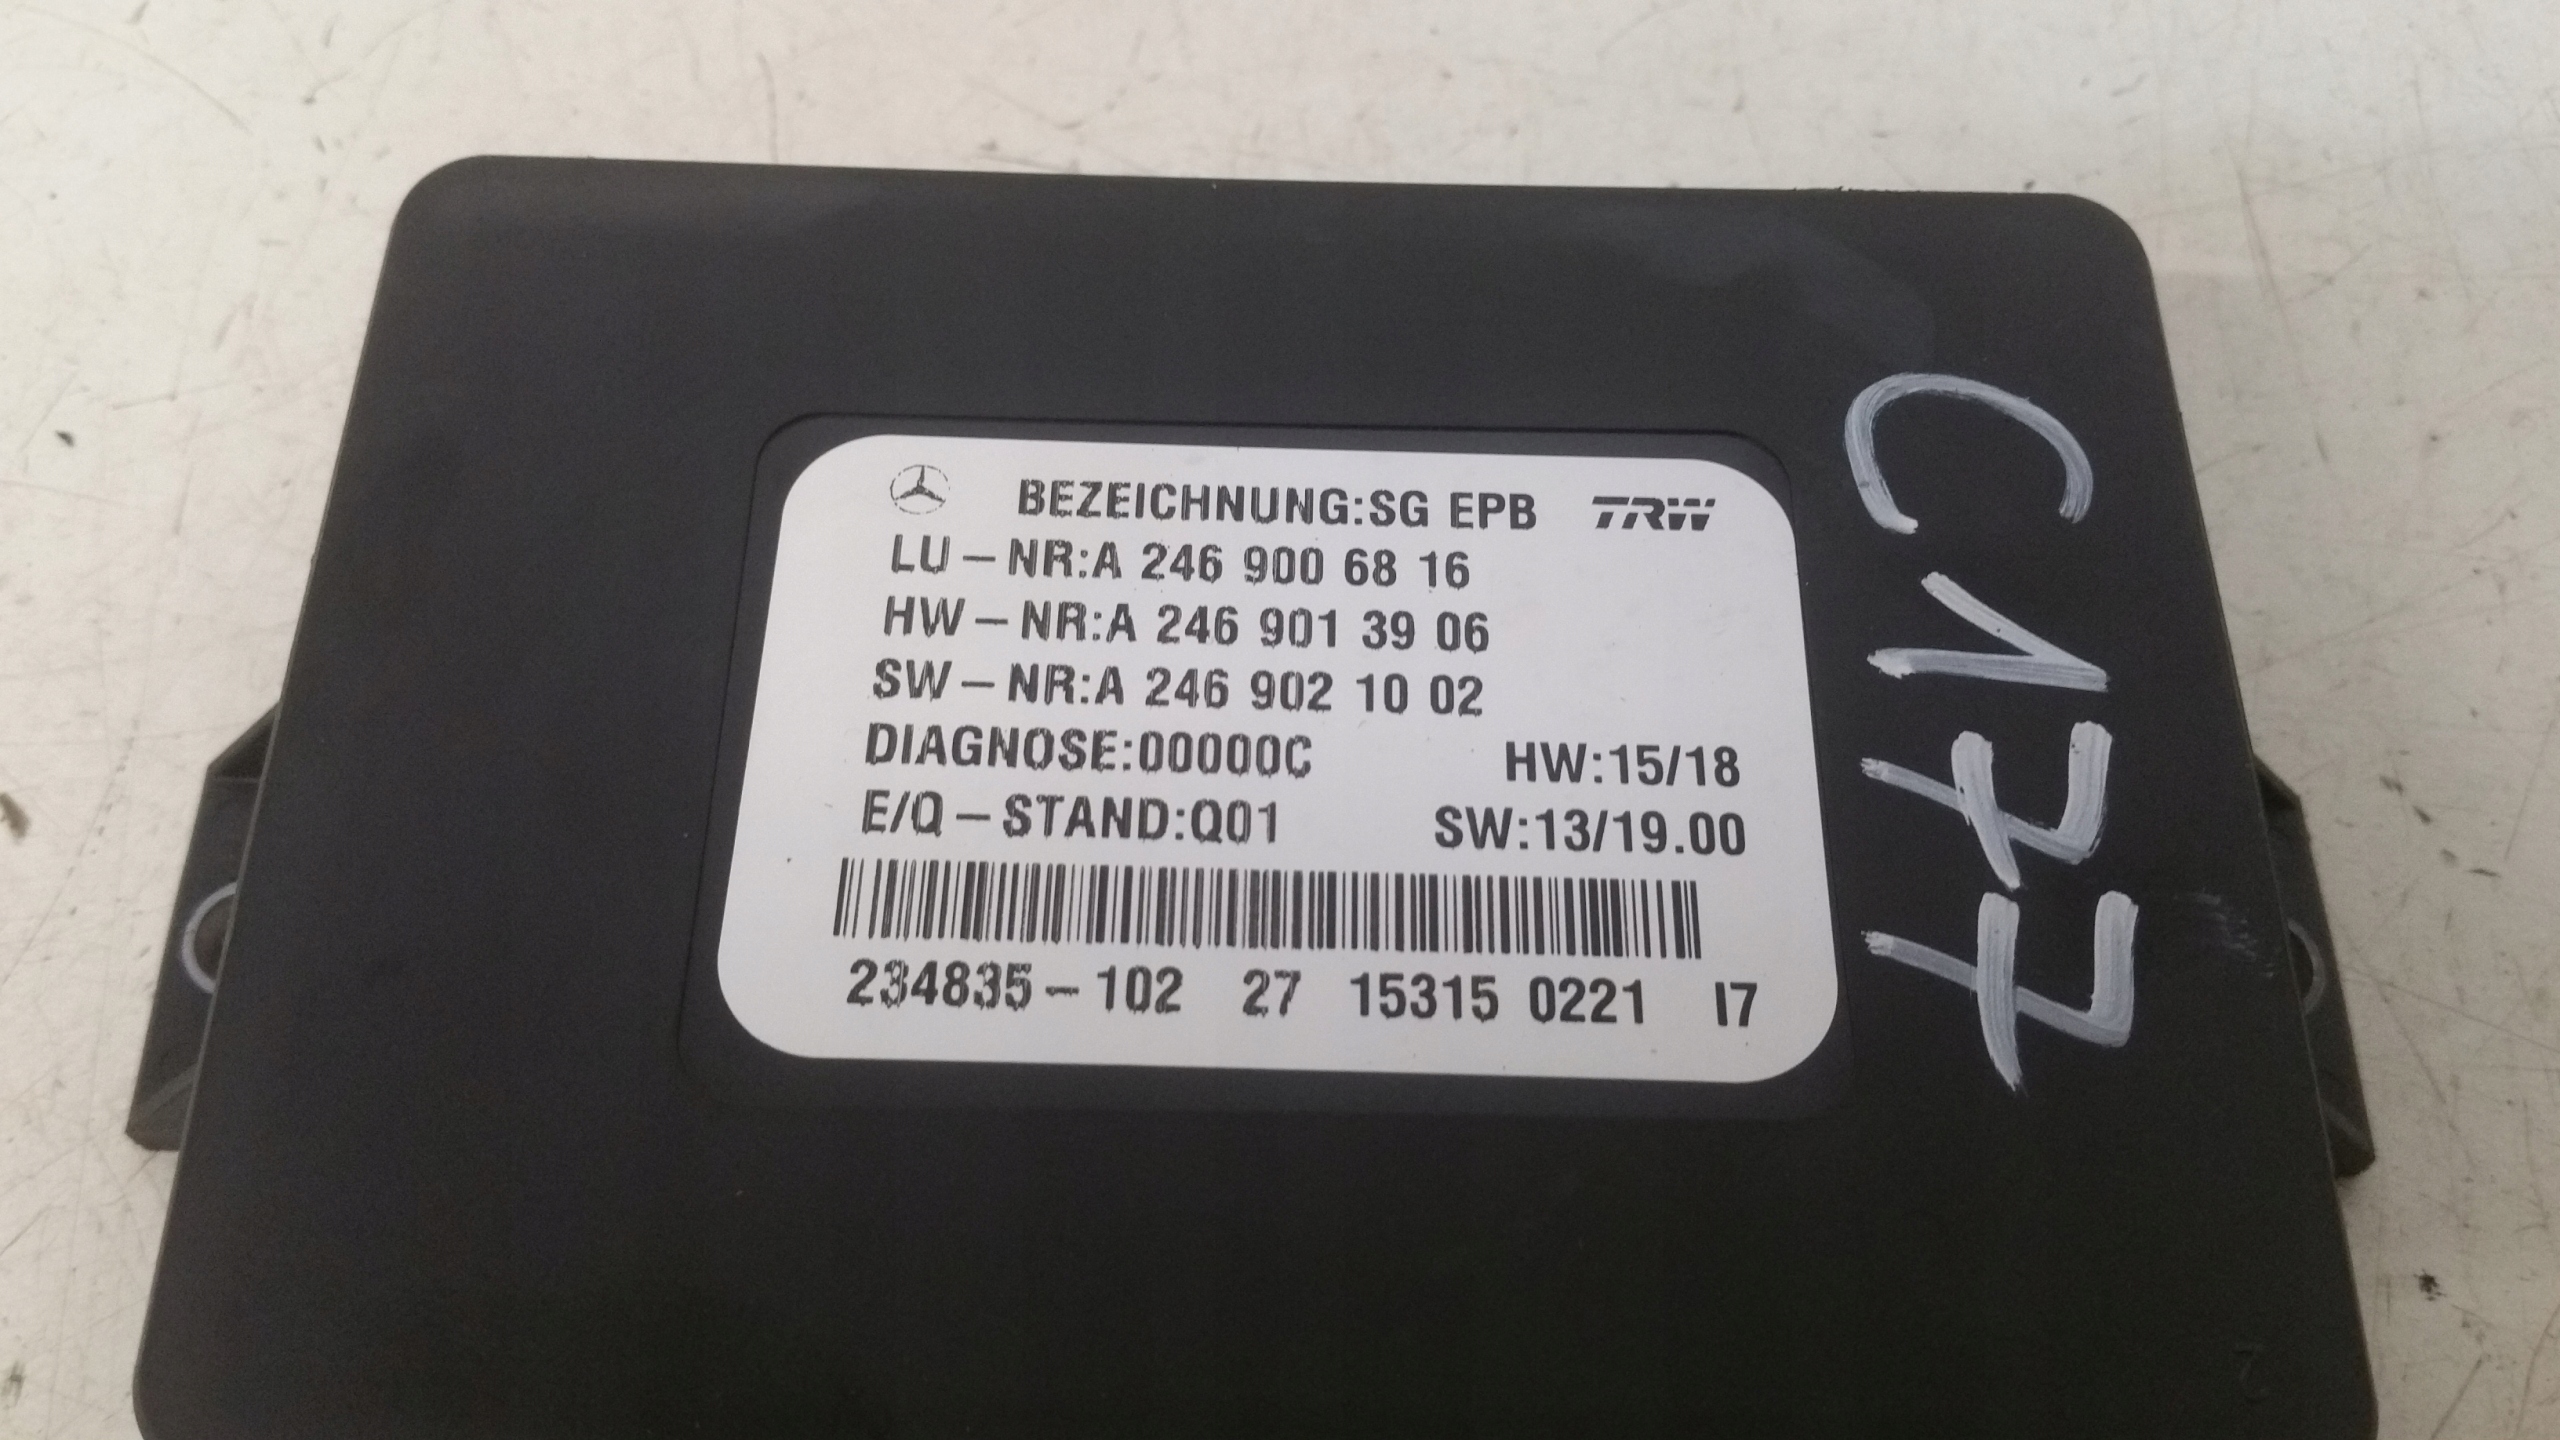 BEZEICHNUNG:SG EPB TRW
LU-NR:A 246 900 68 16
HW-NR:A 246 901 39 06
SW-NR:A 246 902 10 02
DIAGNOSE:00000C HW:15/18
E/Q-STAND:Q01 SW:13/19.00
234835-102 27 15315 0221 I7
C177